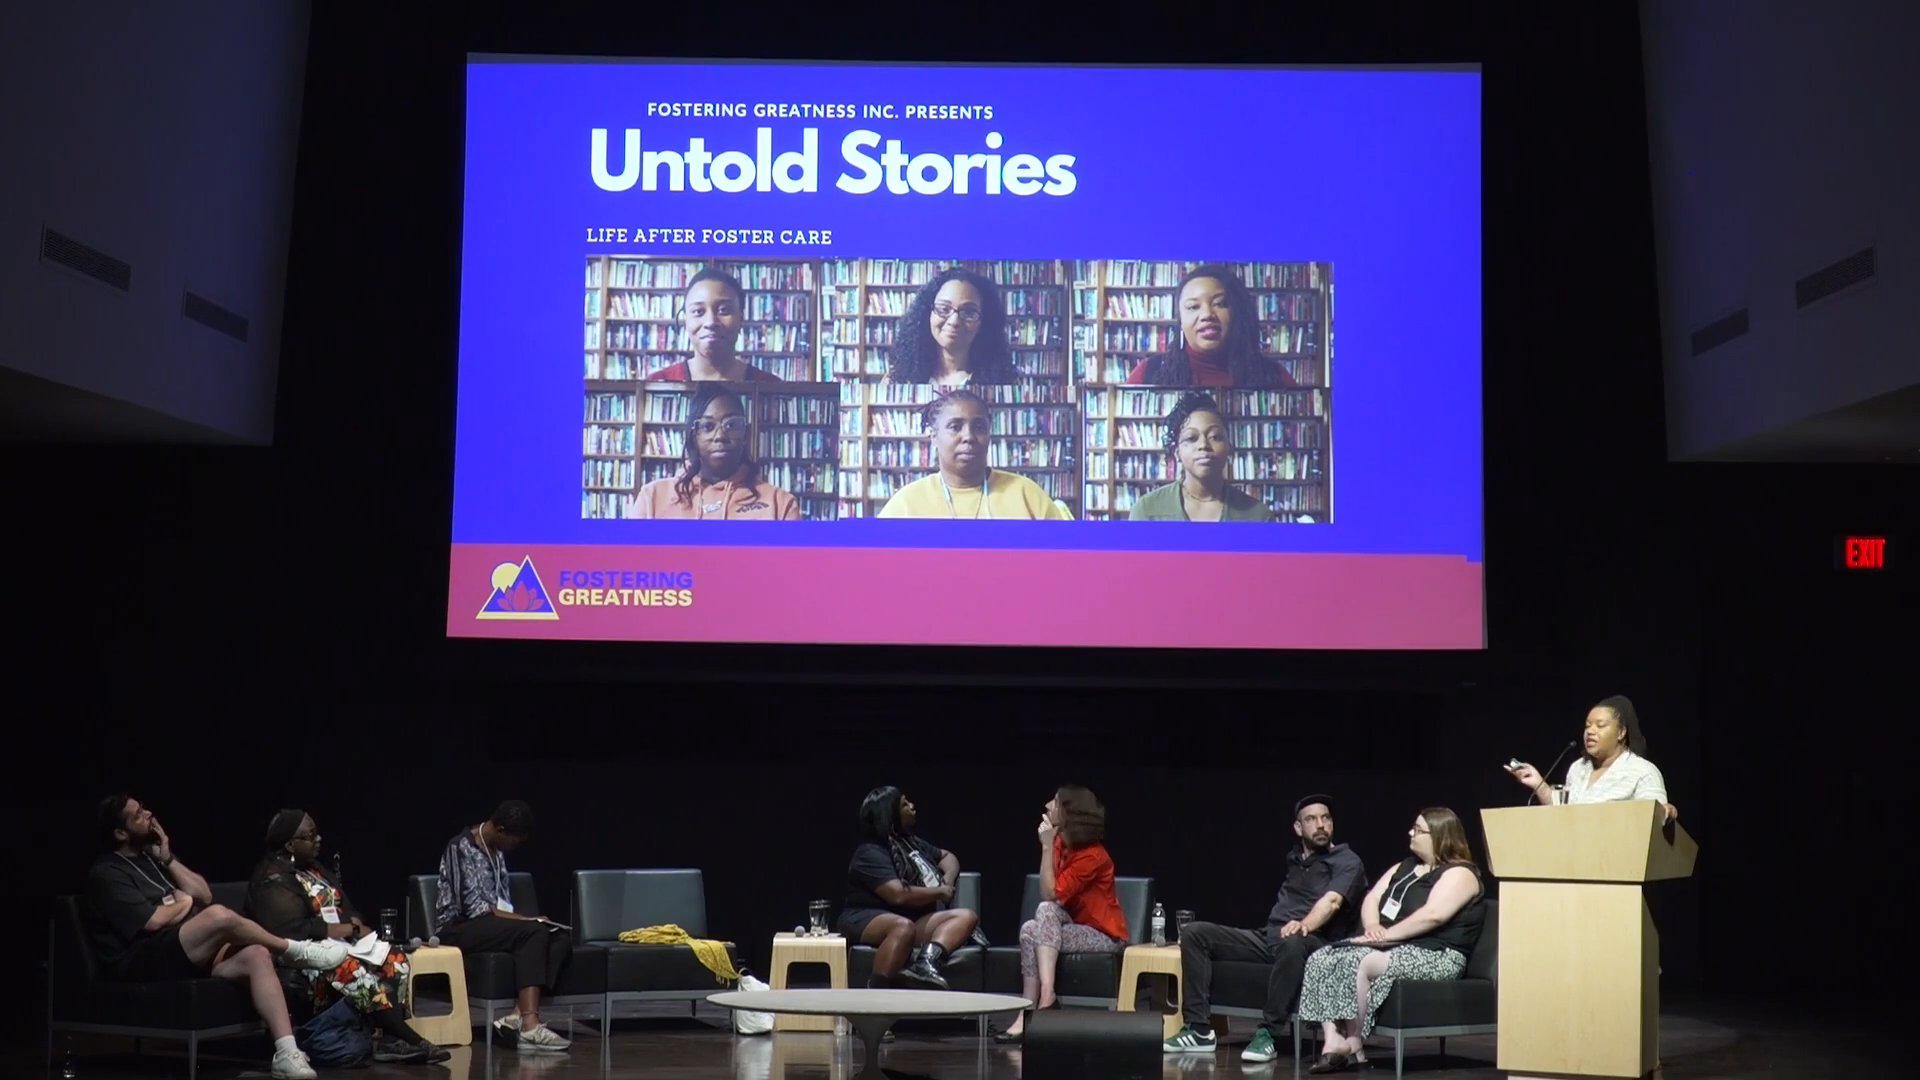 FOSTERING GREATNESS INC. PRESENTS
Untold Stories
LIFE AFTER FOSTER CARE
FOSTERING
GREATNESS
EXIT